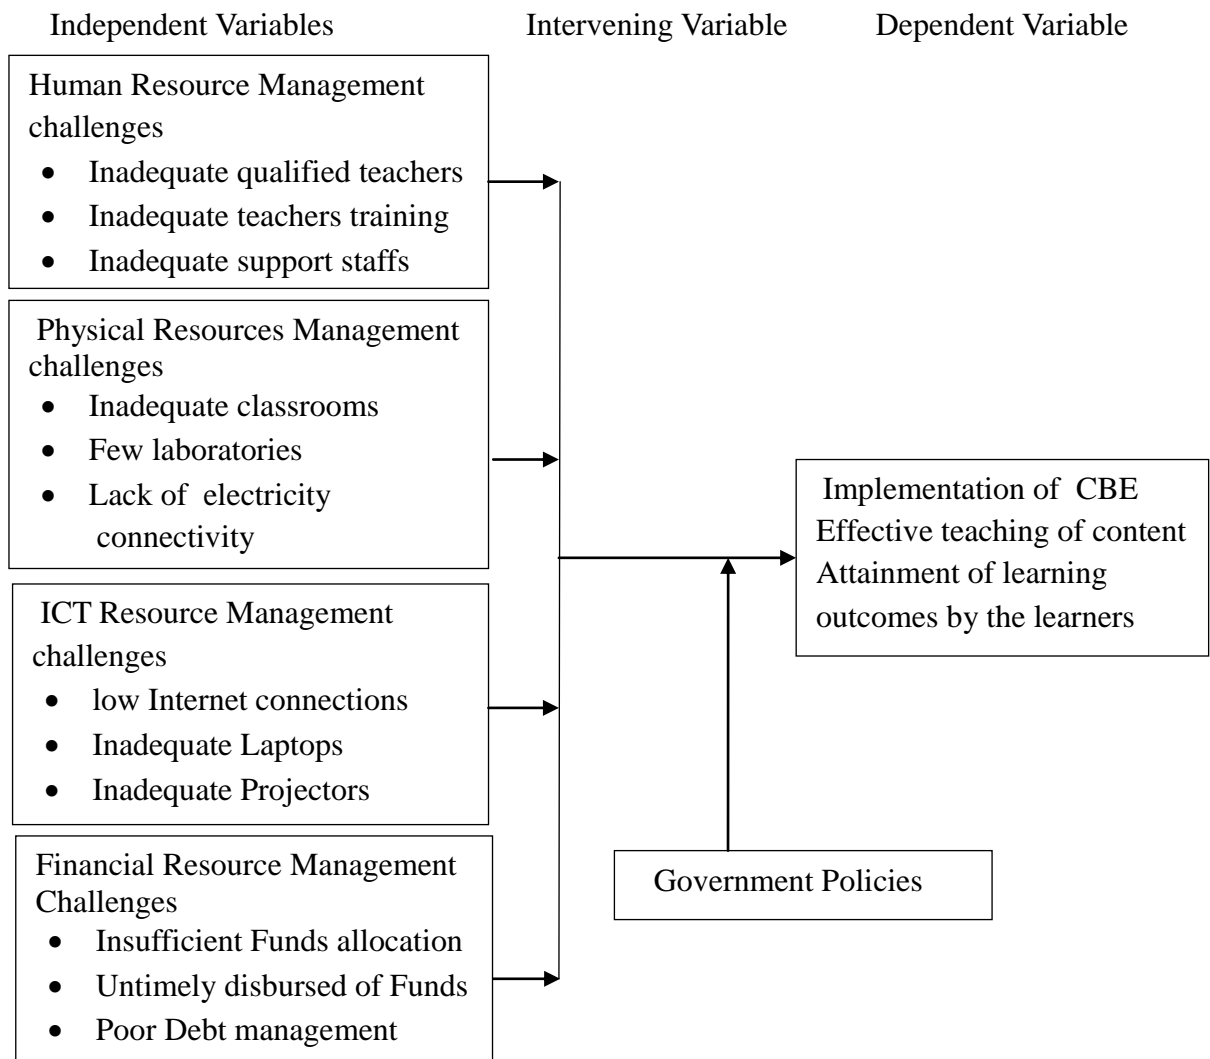 Independent Variables
Intervening Variable
Dependent Variable
Human Resource Management
challenges
• Inadequate qualified teachers
• Inadequate teachers training
• Inadequate support staffs
Physical Resources Management
challenges
• Inadequate classrooms
• Few laboratories
• Lack of electricity
connectivity
ICT Resource Management
challenges
• low Internet connections
• Inadequate Laptops
• Inadequate Projectors
Financial Resource Management
Challenges
• Insufficient Funds allocation
• Untimely disbursed of Funds
• Poor Debt management
Government Policies
Implementation of CBE
Effective teaching of content
Attainment of learning
outcomes by the learners